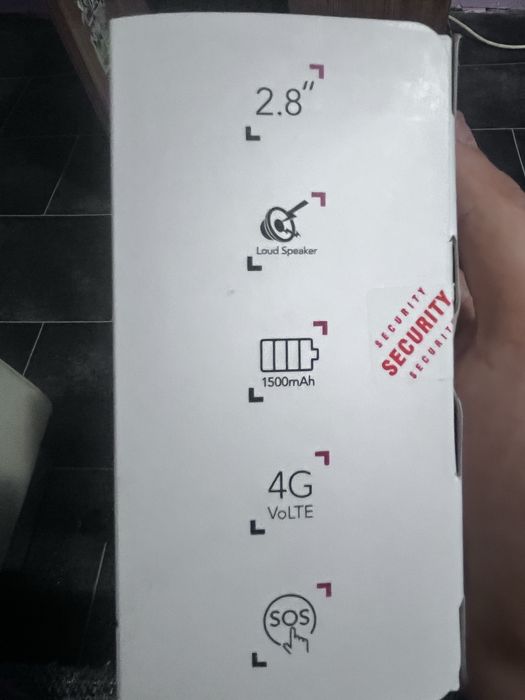 2.8"
Loud Speaker
SECURITY
SECURITY
SECURITY
1500mAh
4G
VoLTE
SOS